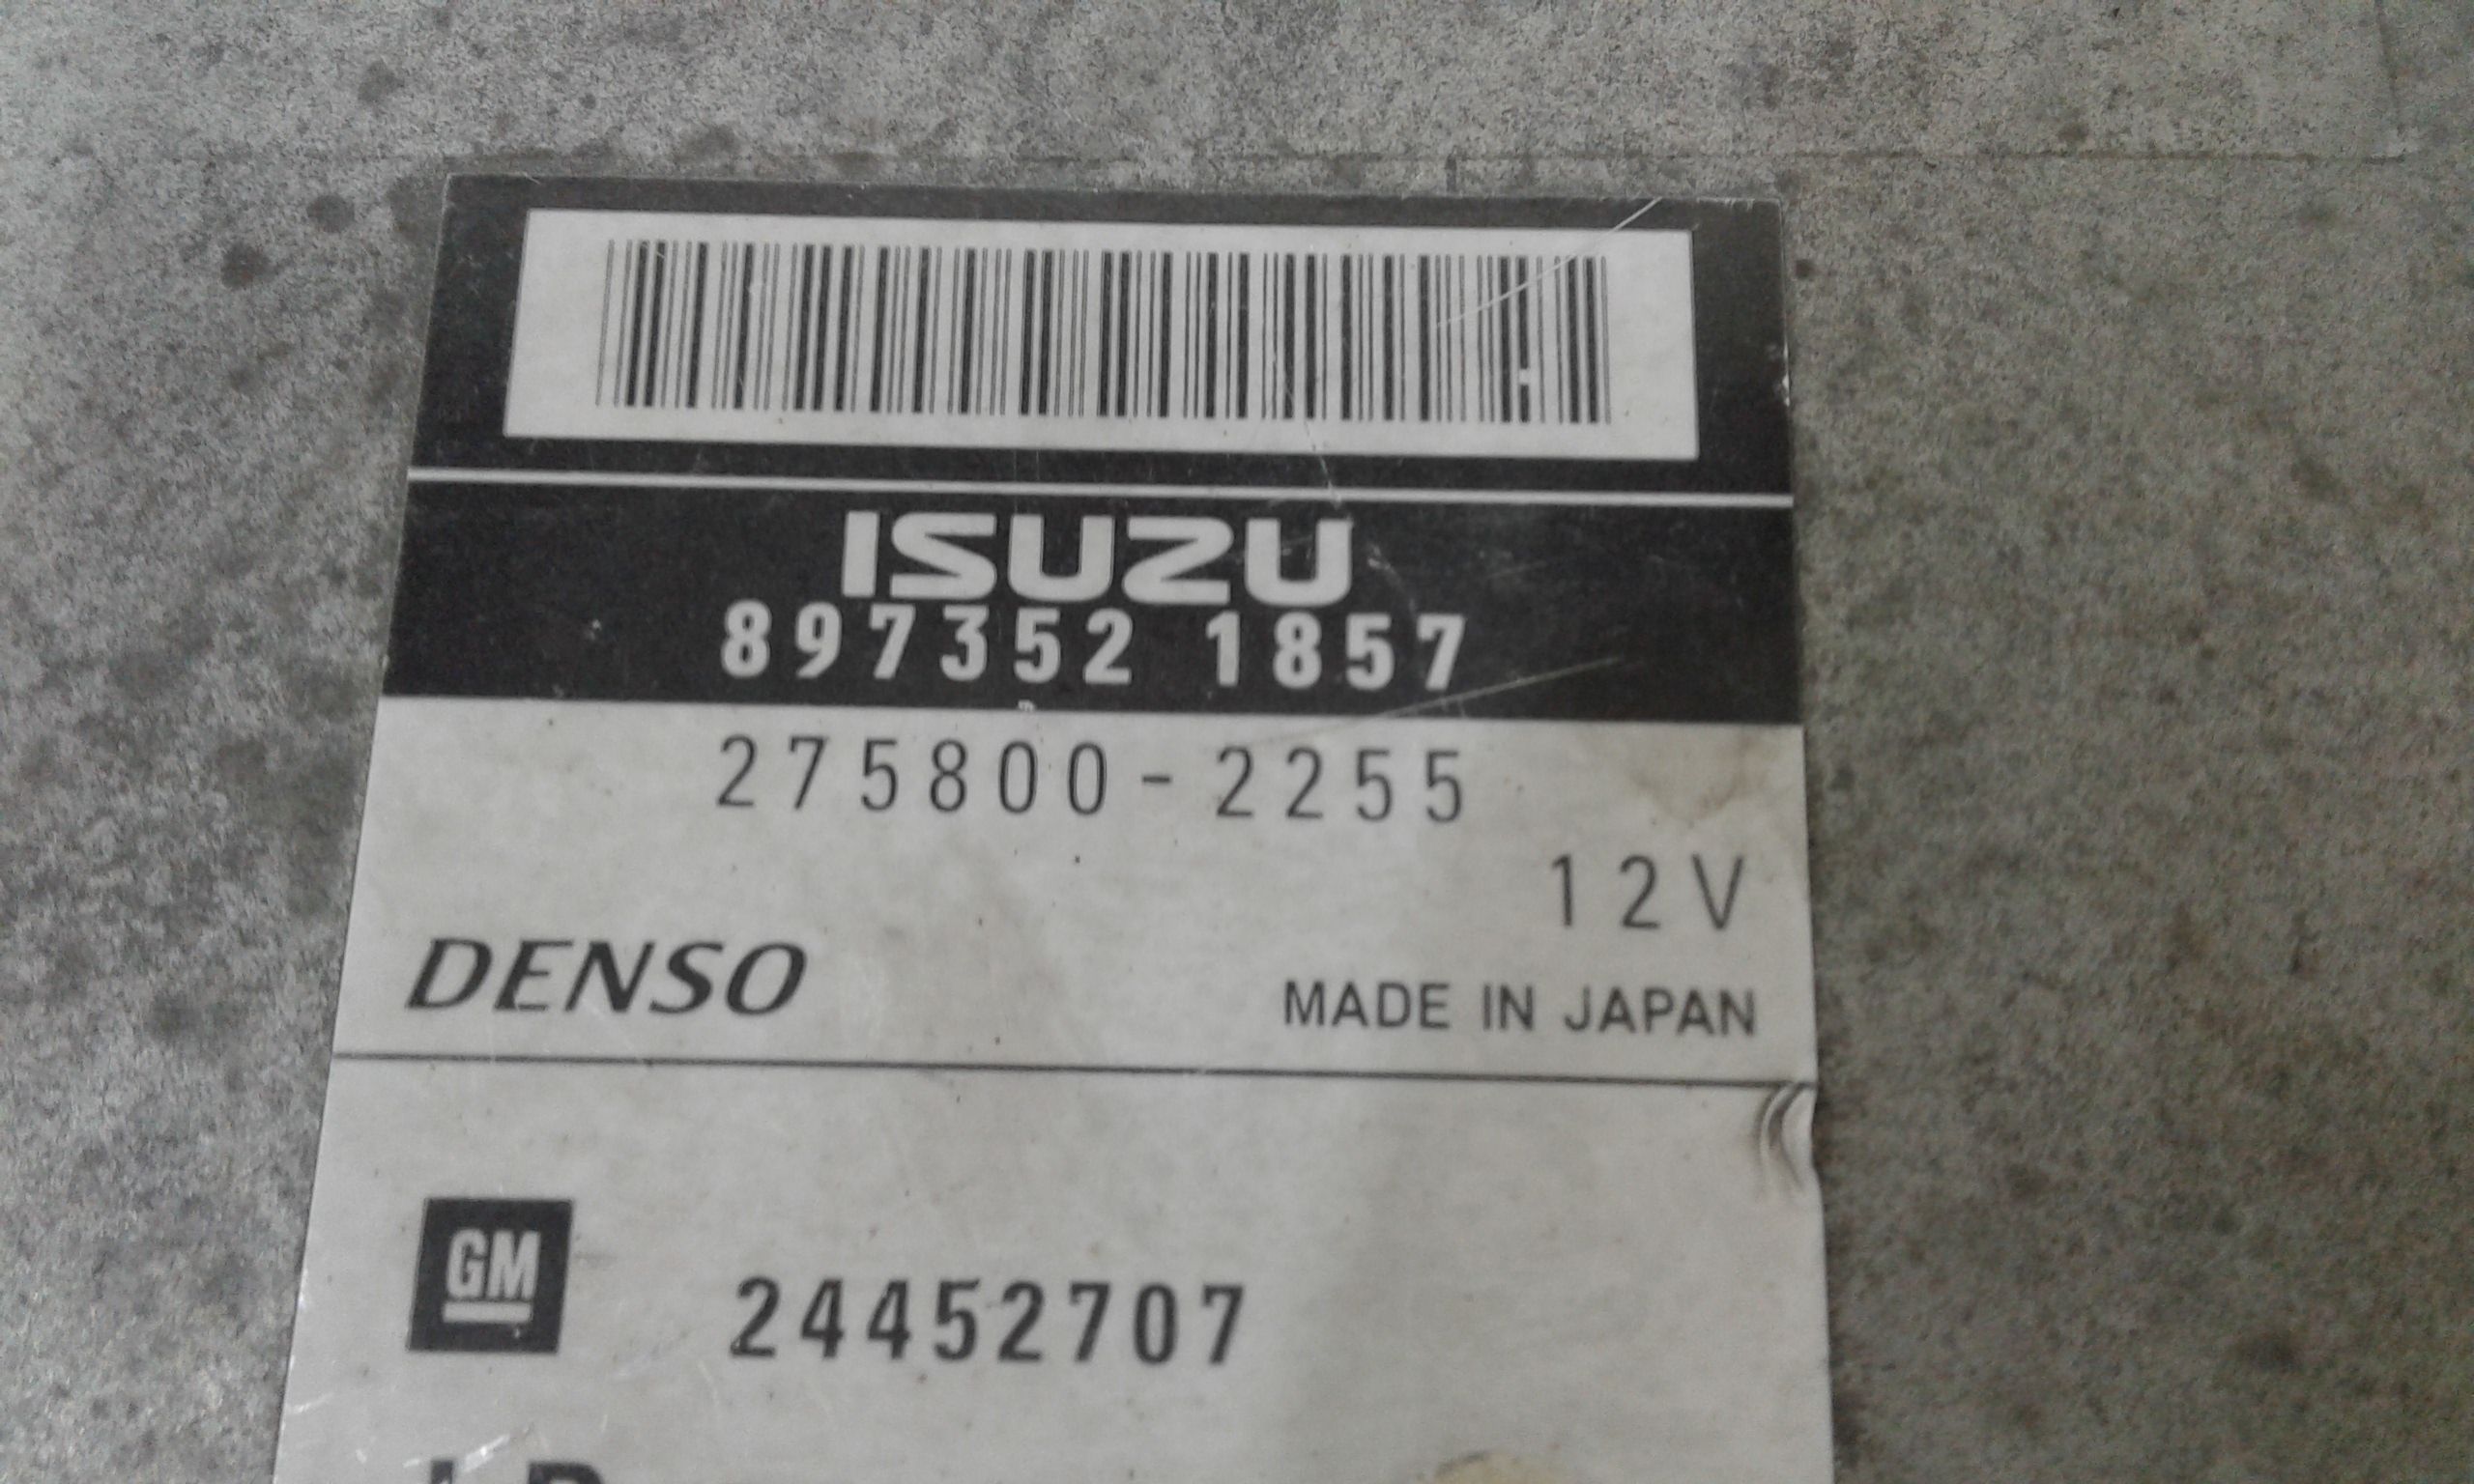 ISUZU
897352 1857
275800-2255
12V
DENSO MADE IN JAPAN
GM
24452707